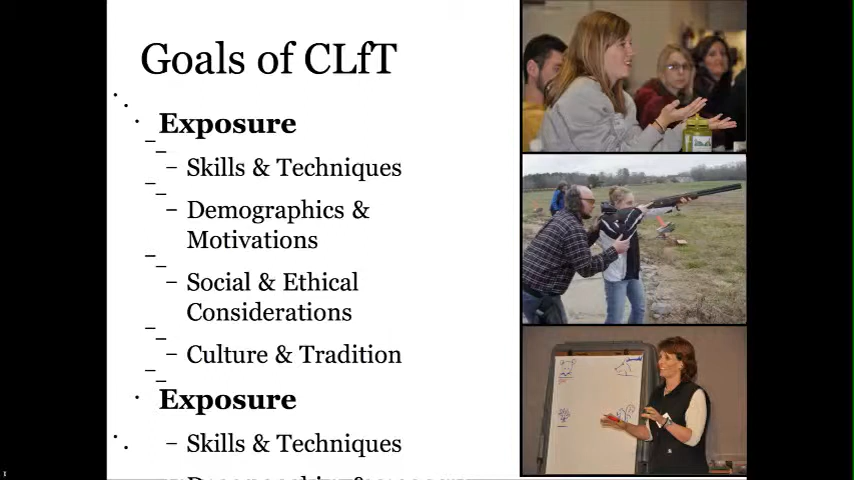 Goals of CLfT
Exposure
– Skills & Techniques
– Demographics &
Motivations
– Social & Ethical
Considerations
– Culture & Tradition
Exposure
– Skills & Techniques